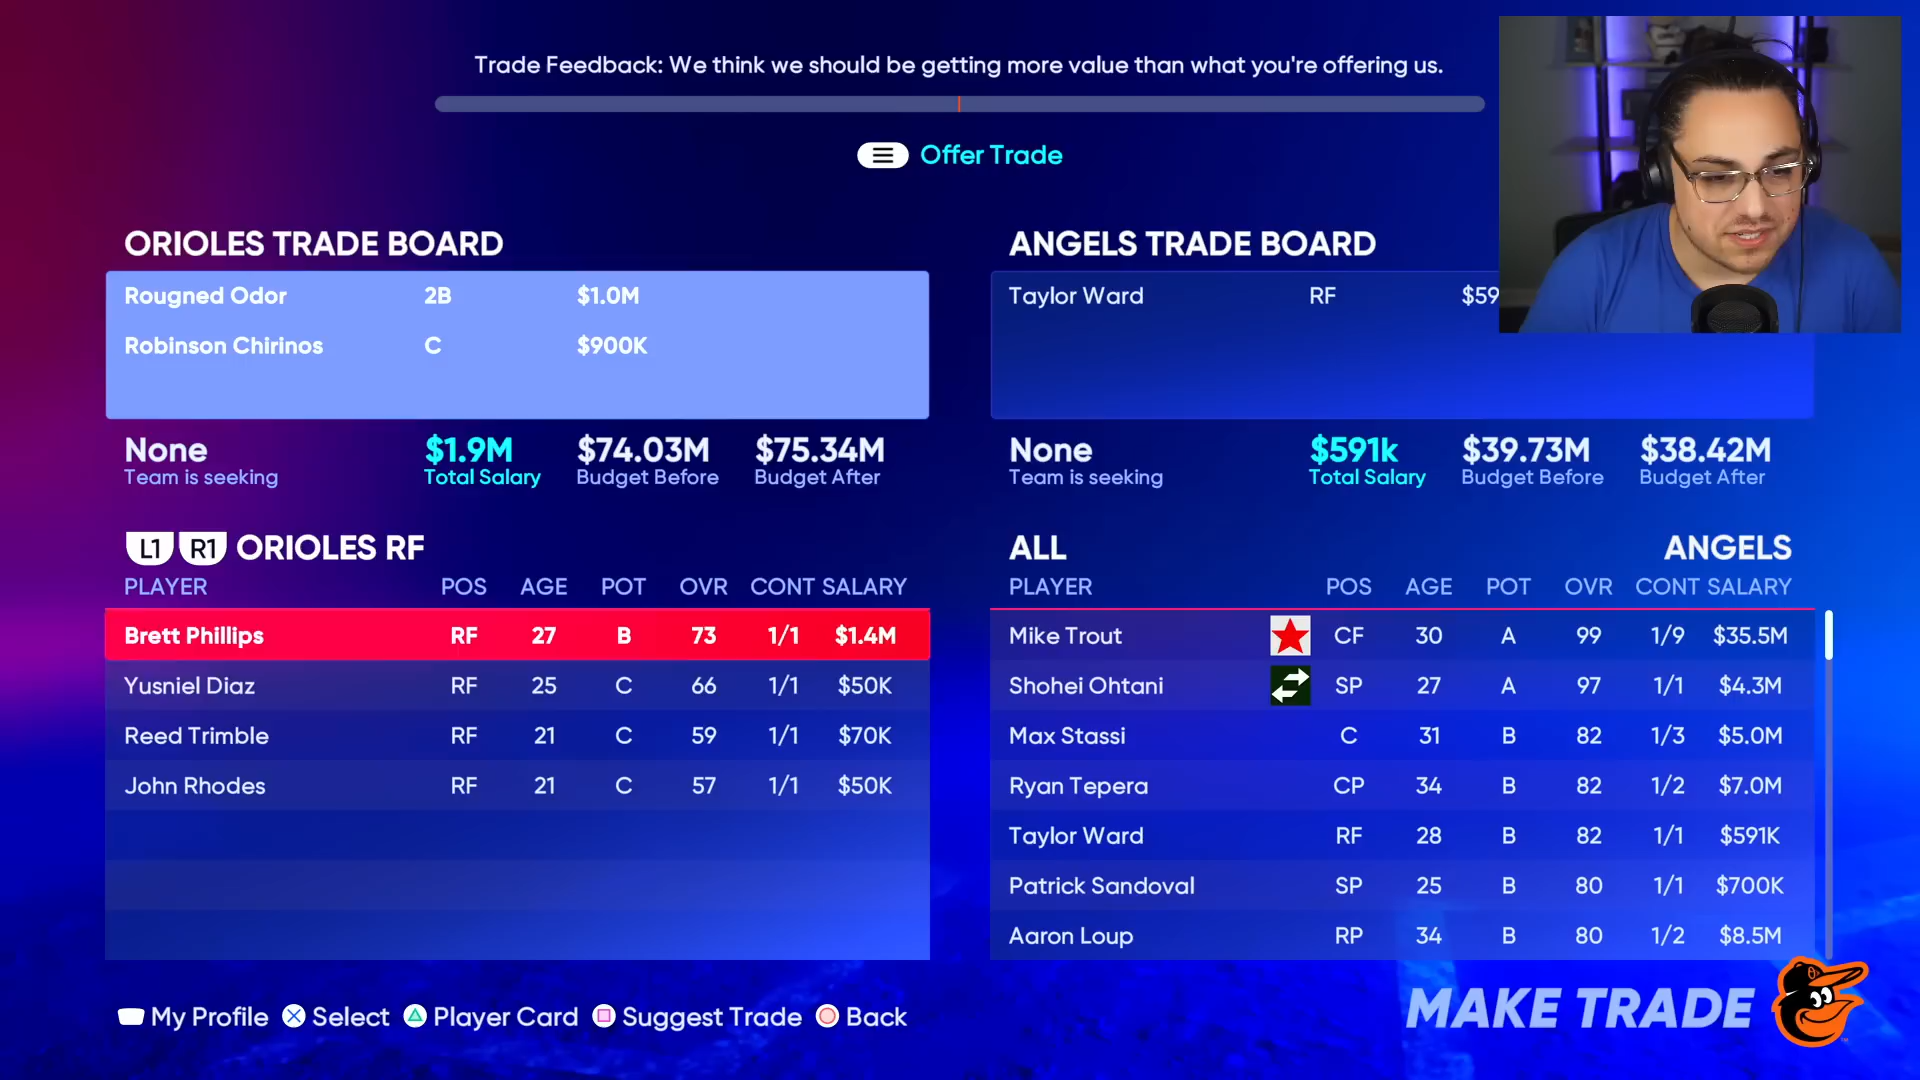 Trade Feedback: We think we should be getting more value than what you're offering us.
Offer Trade
ORIOLES TRADE BOARD
Rougned Odor 2B $1.0M
Robinson Chirinos C $900K
None $1.9M $74.03M $75.34M
Team is seeking Total Salary Budget Before Budget After
ANGELS TRADE BOARD
Taylor Ward RF $59
None $591k $39.73M $38.42M
Team is seeking Total Salary Budget Before Budget After
L1 R1 ORIOLES RF
PLAYER POS AGE POT OVR CONT SALARY
Brett Phillips RF 27 B 73 1/1 $1.4M
Yusniel Diaz RF 25 C 66 1/1 $50K
Reed Trimble RF 21 C 59 1/1 $70K
John Rhodes RF 21 C 57 1/1 $50K
ALL ANGELS
PLAYER POS AGE POT OVR CONT SALARY
Mike Trout CF 30 A 99 1/9 $35.5M
Shohei Ohtani SP 27 A 97 1/1 $4.3M
Max Stassi C 31 B 82 1/3 $5.0M
Ryan Tepera CP 34 B 82 1/2 $7.0M
Taylor Ward RF 28 B 82 1/1 $591K
Patrick Sandoval SP 25 B 80 1/1 $700K
Aaron Loup RP 34 B 80 1/2 $8.5M
My Profile Select Player Card Suggest Trade Back
MAKE TRADE